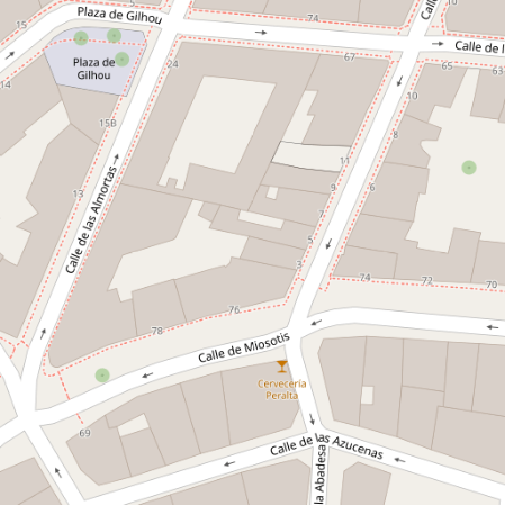 Plaza de Gilhou
15
74
Calle
10
Calle de l
67
65
63
Plaza de
Gilhou
24
14
10
15B
8
11
13
9
6
7
Calle de las Almortas
5
3
74
72
70
76
78
Calle de Miosotis
Cervecería
Peralta
69
Calle de las Azucenas
la Abadesa